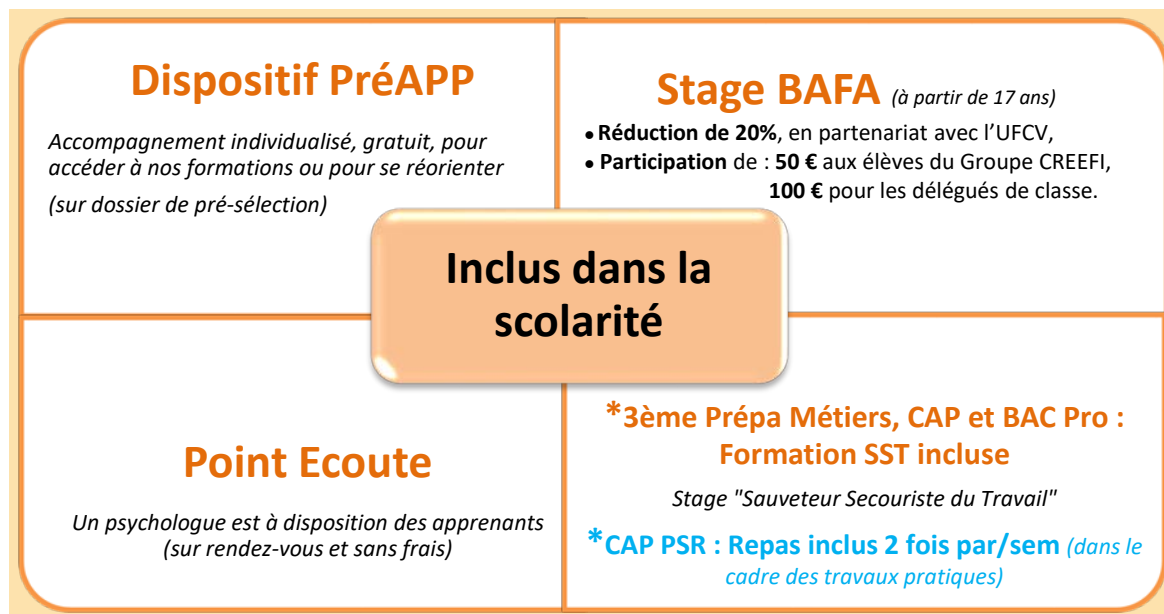 Dispositif PréAPP
Accompagnement individualisé, gratuit, pour
accéder à nos formations ou pour se réorienter
(sur dossier de pré-sélection)
Stage BAFA (à partir de 17 ans)
• Réduction de 20%, en partenariat avec l’UFCV,
• Participation de : 50 € aux élèves du Groupe CREEFI,
100 € pour les délégués de classe.
Inclus dans la
scolarité
Point Ecoute
Un psychologue est à disposition des apprenants
(sur rendez-vous et sans frais)
*3ème Prépa Métiers, CAP et BAC Pro :
Formation SST incluse
Stage "Sauveteur Secouriste du Travail"
*CAP PSR : Repas inclus 2 fois par/sem (dans le
cadre des travaux pratiques)